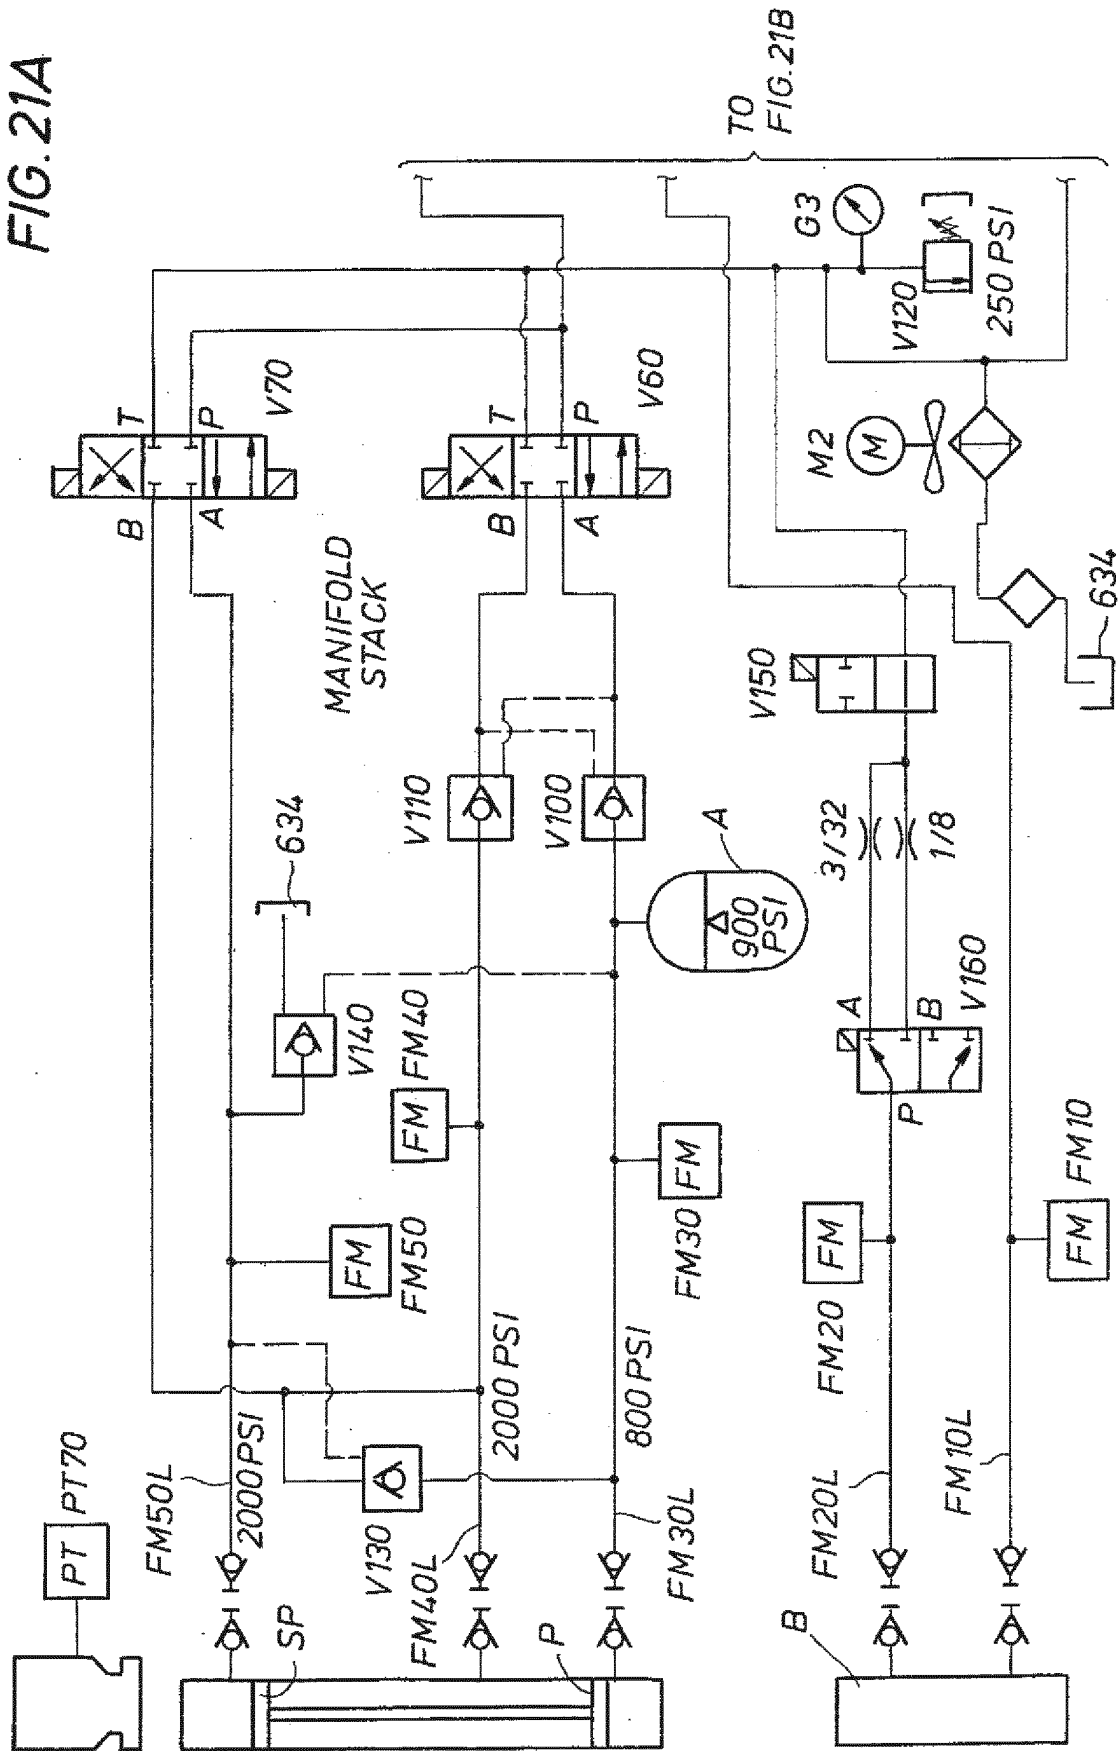 FIG. 21A
TO
FIG. 21B
G3
V120
250 PSI
M2
M
T
P
V70
B
A
T
P
V60
B
A
MANIFOLD
STACK
634
634
V150
V110
V100
A
900
PSI
3/32
1/8
V140
A
B
V160
P
FM40
FM
FM
FM30
FM
FM50
FM
FM20
FM
FM10
2000 PSI
800 PSI
2000 PSI
PT
PT70
FM50L
V130
FM40L
FM30L
FM20L
FM10L
SP
P
B